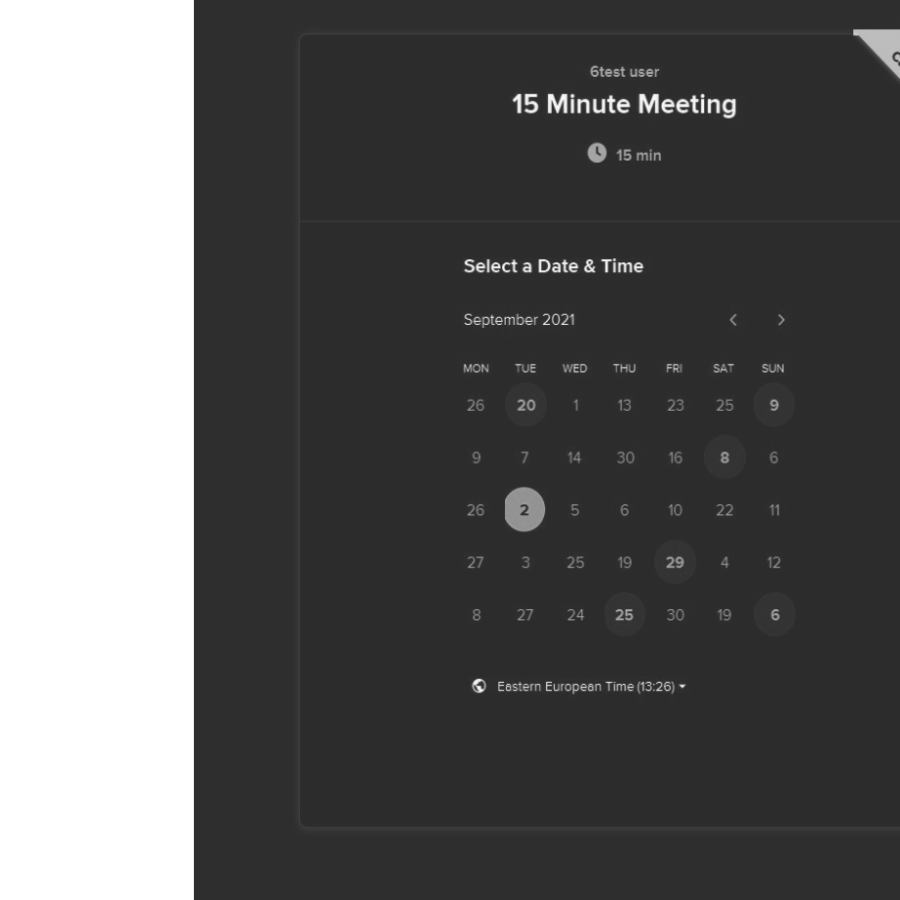 6test user
15 Minute Meeting
15 min
Select a Date & Time
September 2021
MON TUE WED THU FRI SAT SUN
26 20 1 13 23 25 9
9 7 14 30 16 8 6
26 2 5 6 10 22 11
27 3 25 19 29 4 12
8 27 24 25 30 19 6
Eastern European Time (13:26)